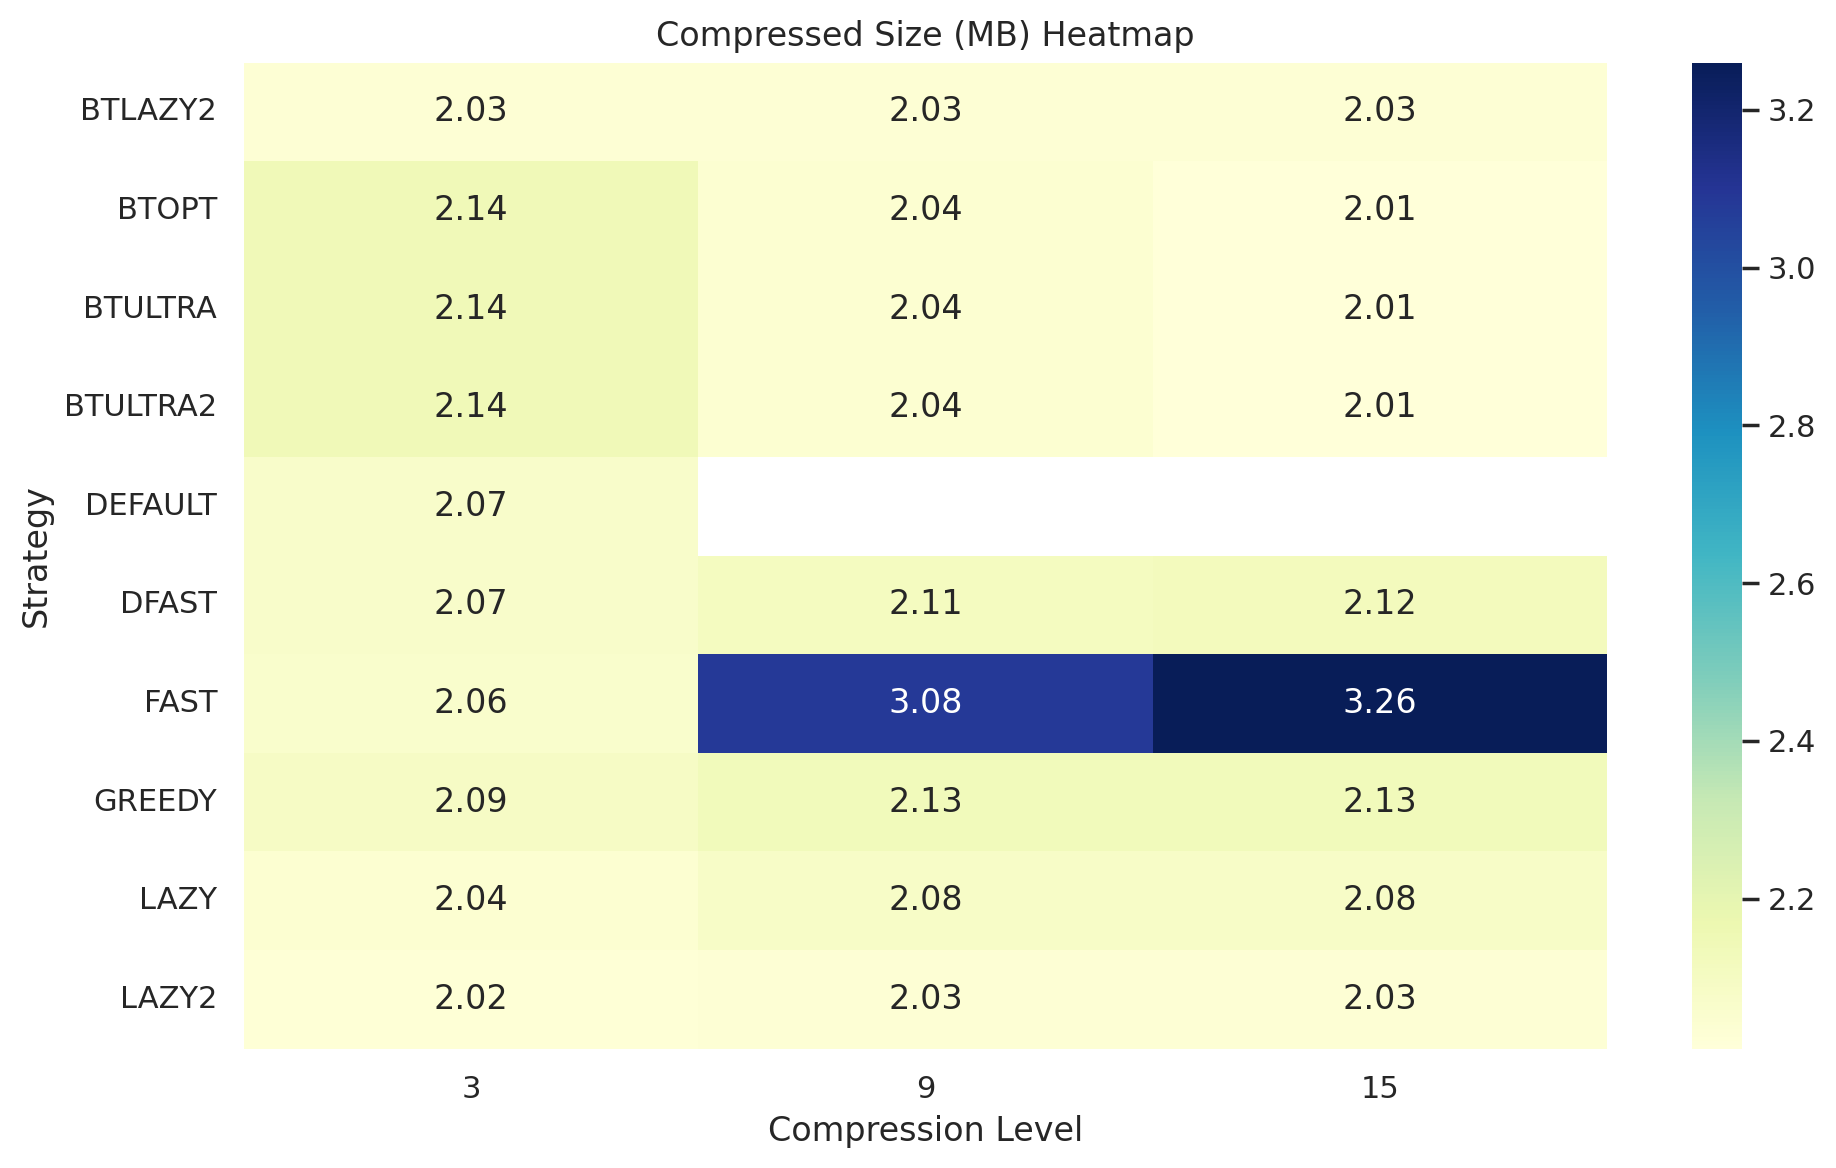 Compressed Size (MB) Heatmap
Strategy
BTLAZY2 2.03 2.03 2.03
BTOPT 2.14 2.04 2.01
BTULTRA 2.14 2.04 2.01
BTULTRA2 2.14 2.04 2.01
DEFAULT 2.07
DFAST 2.07 2.11 2.12
FAST 2.06 3.08 3.26
GREEDY 2.09 2.13 2.13
LAZY 2.04 2.08 2.08
LAZY2 2.02 2.03 2.03
3 9 15
Compression Level
3.2
3.0
2.8
2.6
2.4
2.2